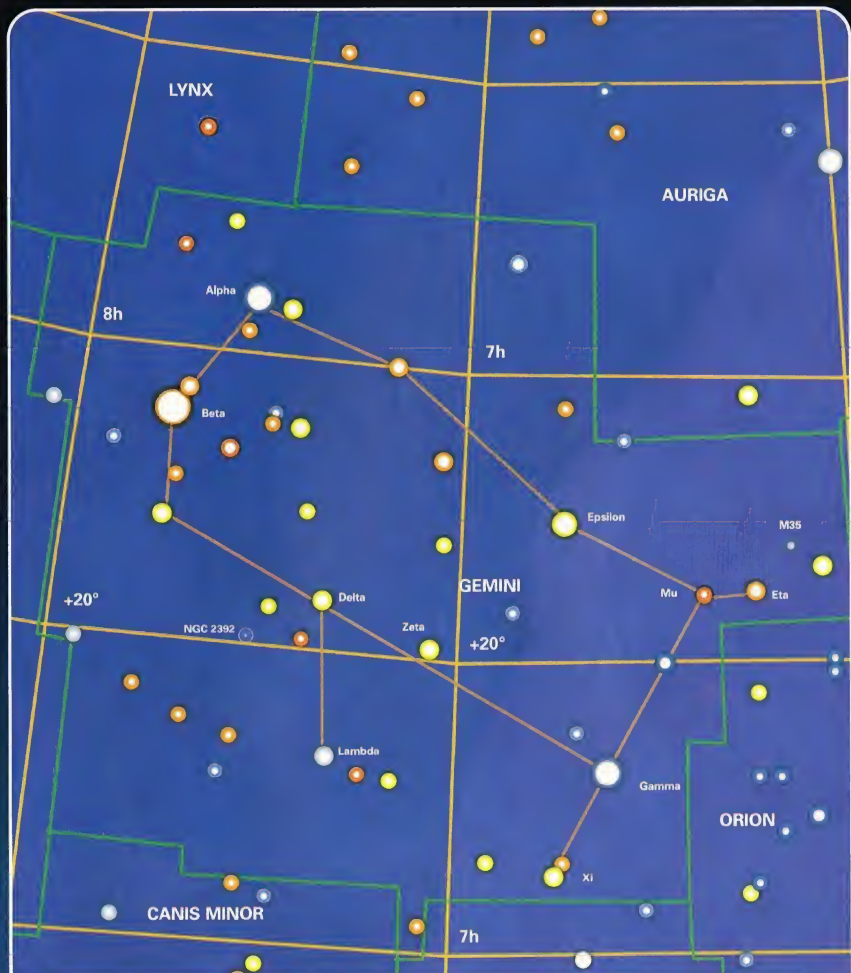 LYNX
AURIGA
Alpha
8h
7h
Beta
Epsilon
M35
GEMINI
Mu
Eta
+20°
Delta
NGC 2392
Zeta
+20°
Lambda
Gamma
ORION
Xi
CANIS MINOR
7h